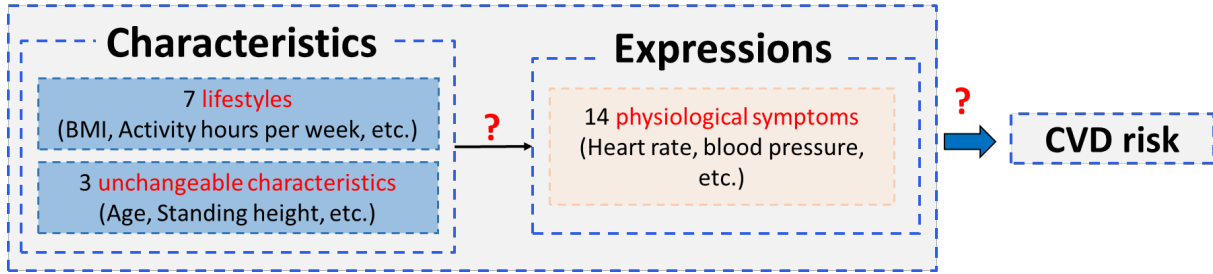 Characteristics
7 lifestyles
(BMI, Activity hours per week, etc.)
3 unchangeable characteristics
(Age, Standing height, etc.)
?
Expressions
14 physiological symptoms
(Heart rate, blood pressure,
etc.)
?
CVD risk